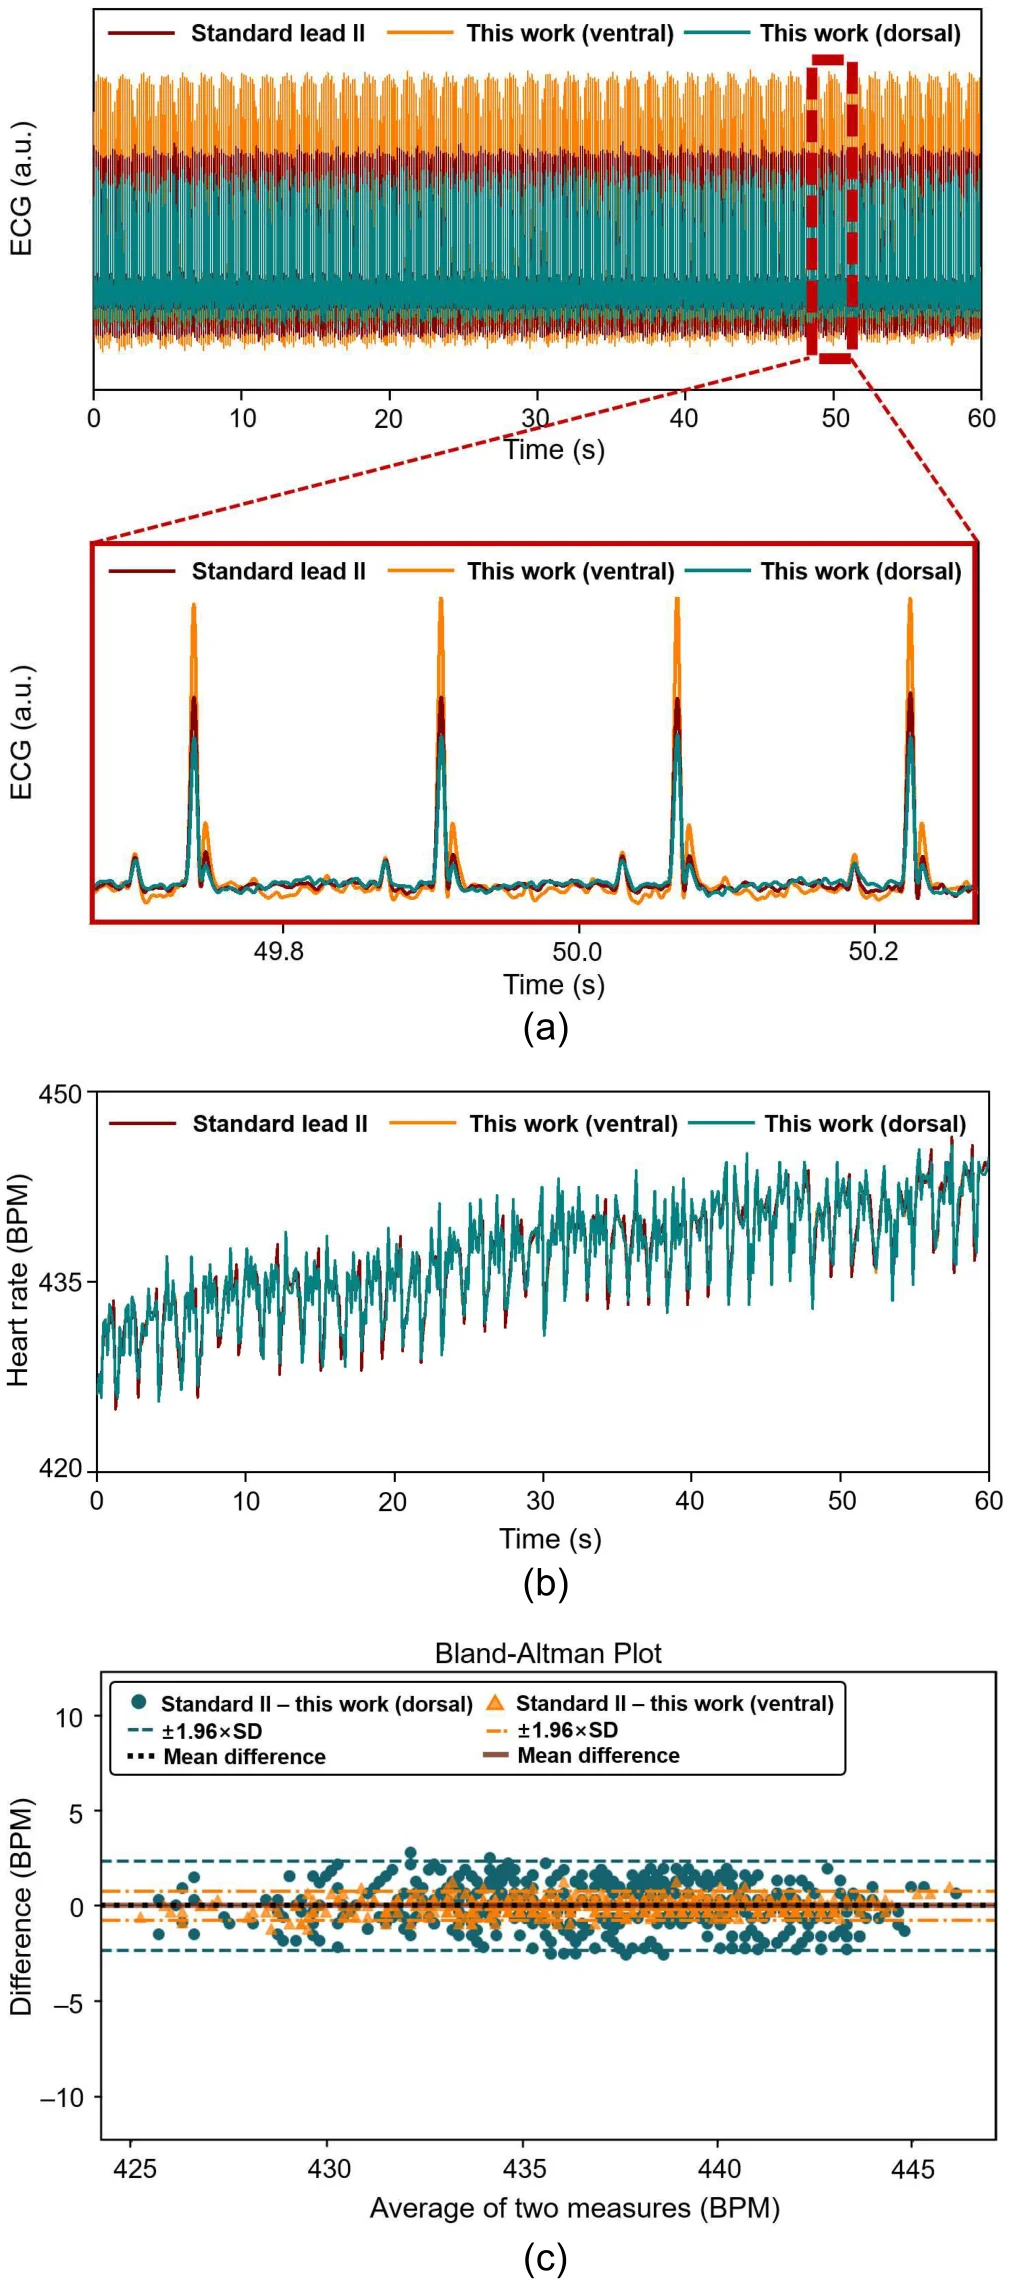 Standard lead II This work (ventral) This work (dorsal)
ECG (a.u.)
0 10 20 30 40 50 60
Time (s)
Standard lead II This work (ventral) This work (dorsal)
ECG (a.u.)
49.8 50.0 50.2
Time (s)
(a)
450
Standard lead II This work (ventral) This work (dorsal)
Heart rate (BPM)
435
420
0 10 20 30 40 50 60
Time (s)
(b)
Bland-Altman Plot
Standard II – this work (dorsal) Standard II – this work (ventral)
±1.96×SD ±1.96×SD
Mean difference Mean difference
Difference (BPM)
10
5
0
–5
–10
425 430 435 440 445
Average of two measures (BPM)
(c)